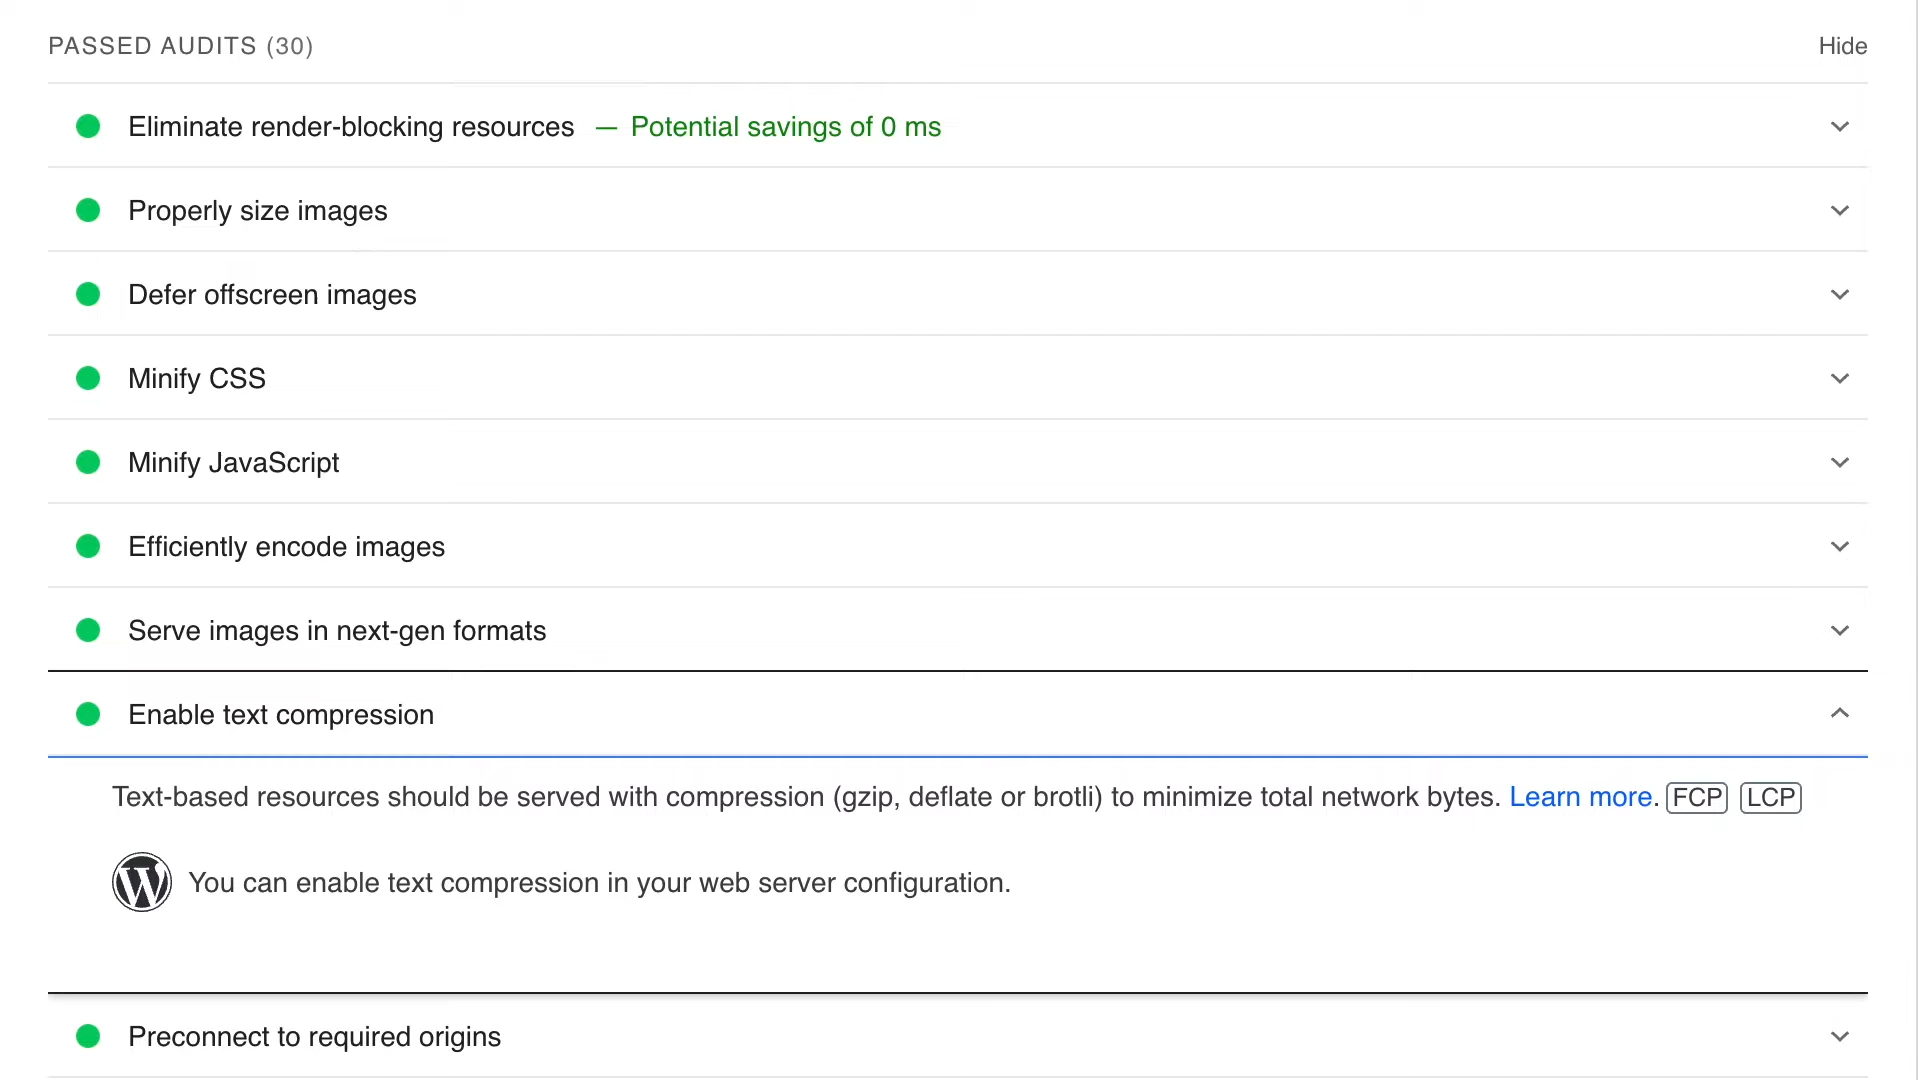 PASSED AUDITS (30)
Hide
Eliminate render-blocking resources — Potential savings of 0 ms
Properly size images
Defer offscreen images
Minify CSS
Minify JavaScript
Efficiently encode images
Serve images in next-gen formats
Enable text compression
Text-based resources should be served with compression (gzip, deflate or brotli) to minimize total network bytes. Learn more. FCP LCP
You can enable text compression in your web server configuration.
Preconnect to required origins